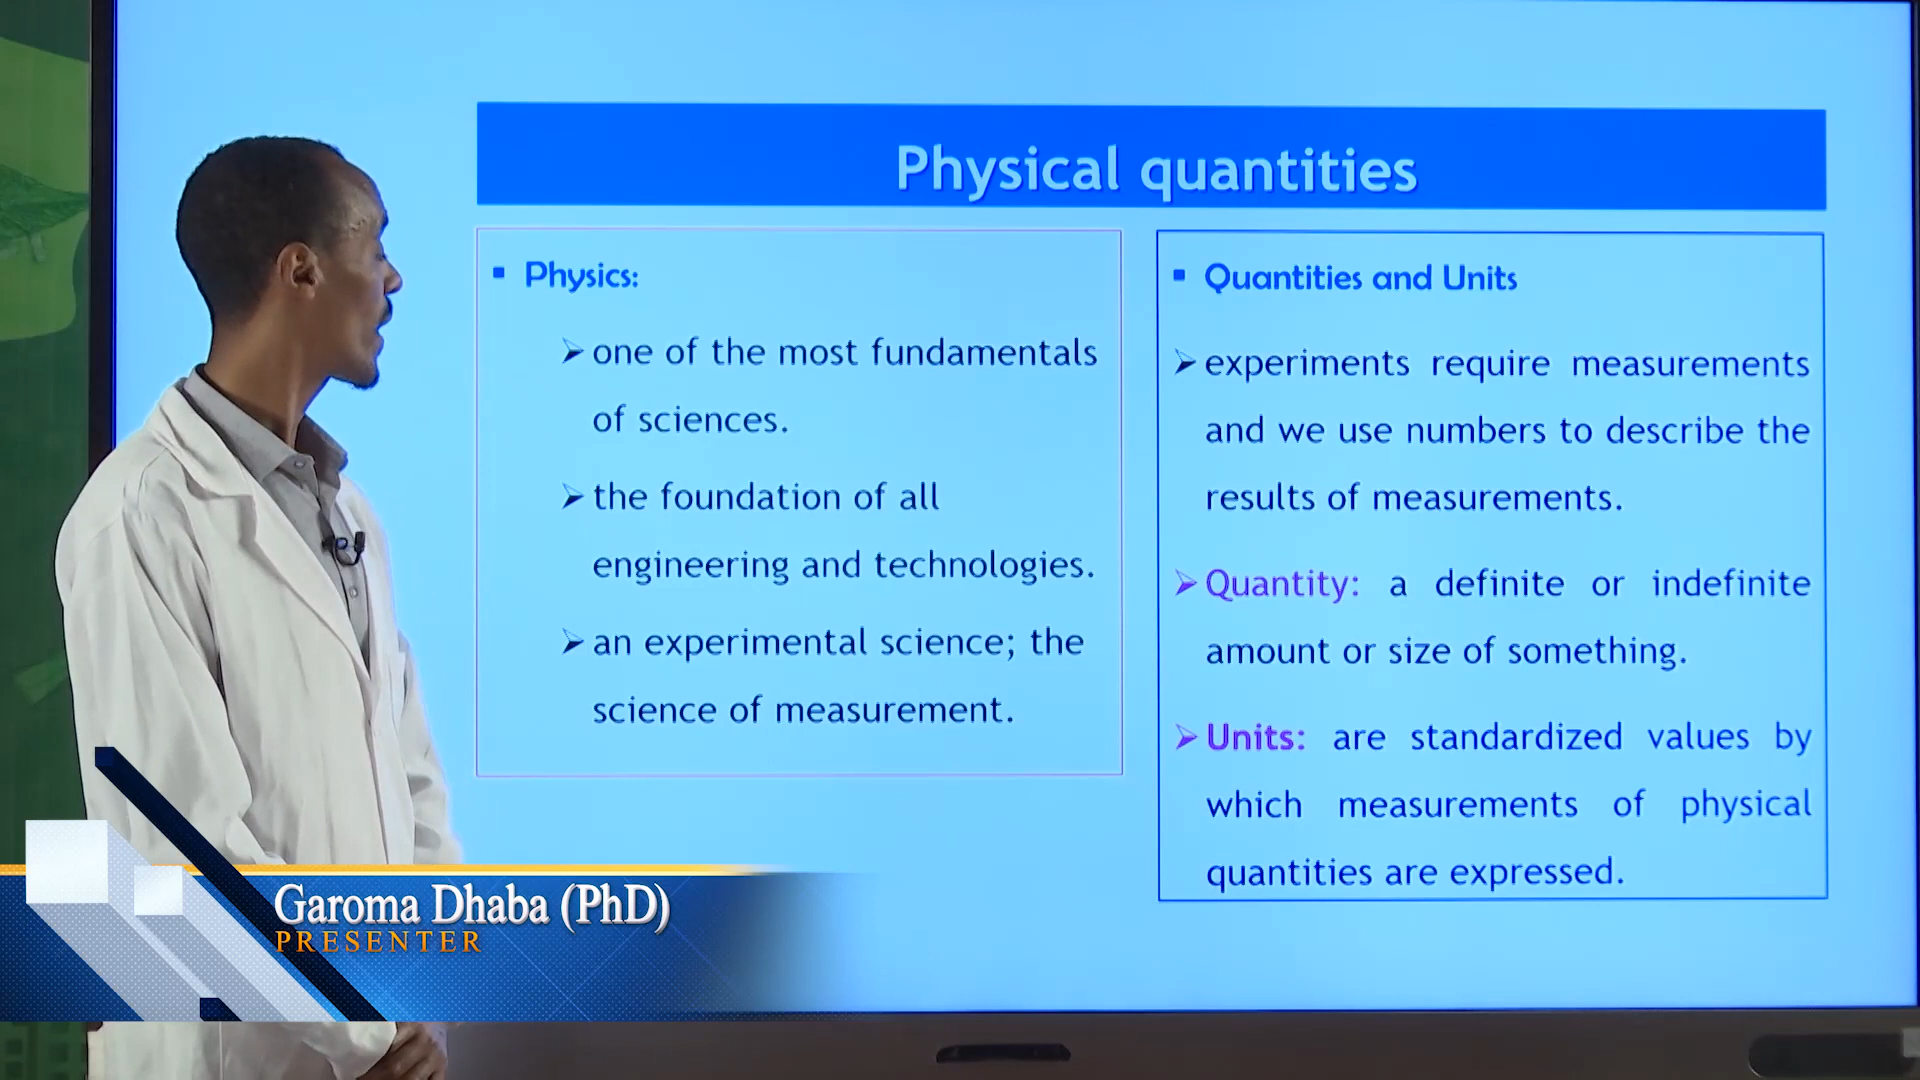 Physical quantities
Physics:
one of the most fundamentals
of sciences.
the foundation of all
engineering and technologies.
an experimental science; the
science of measurement.
Quantities and Units
experiments require measurements
and we use numbers to describe the
results of measurements.
Quantity: a definite or indefinite
amount or size of something.
Units: are standardized values by
which measurements of physical
quantities are expressed.
Garoma Dhaba (PhD)
PRESENTER